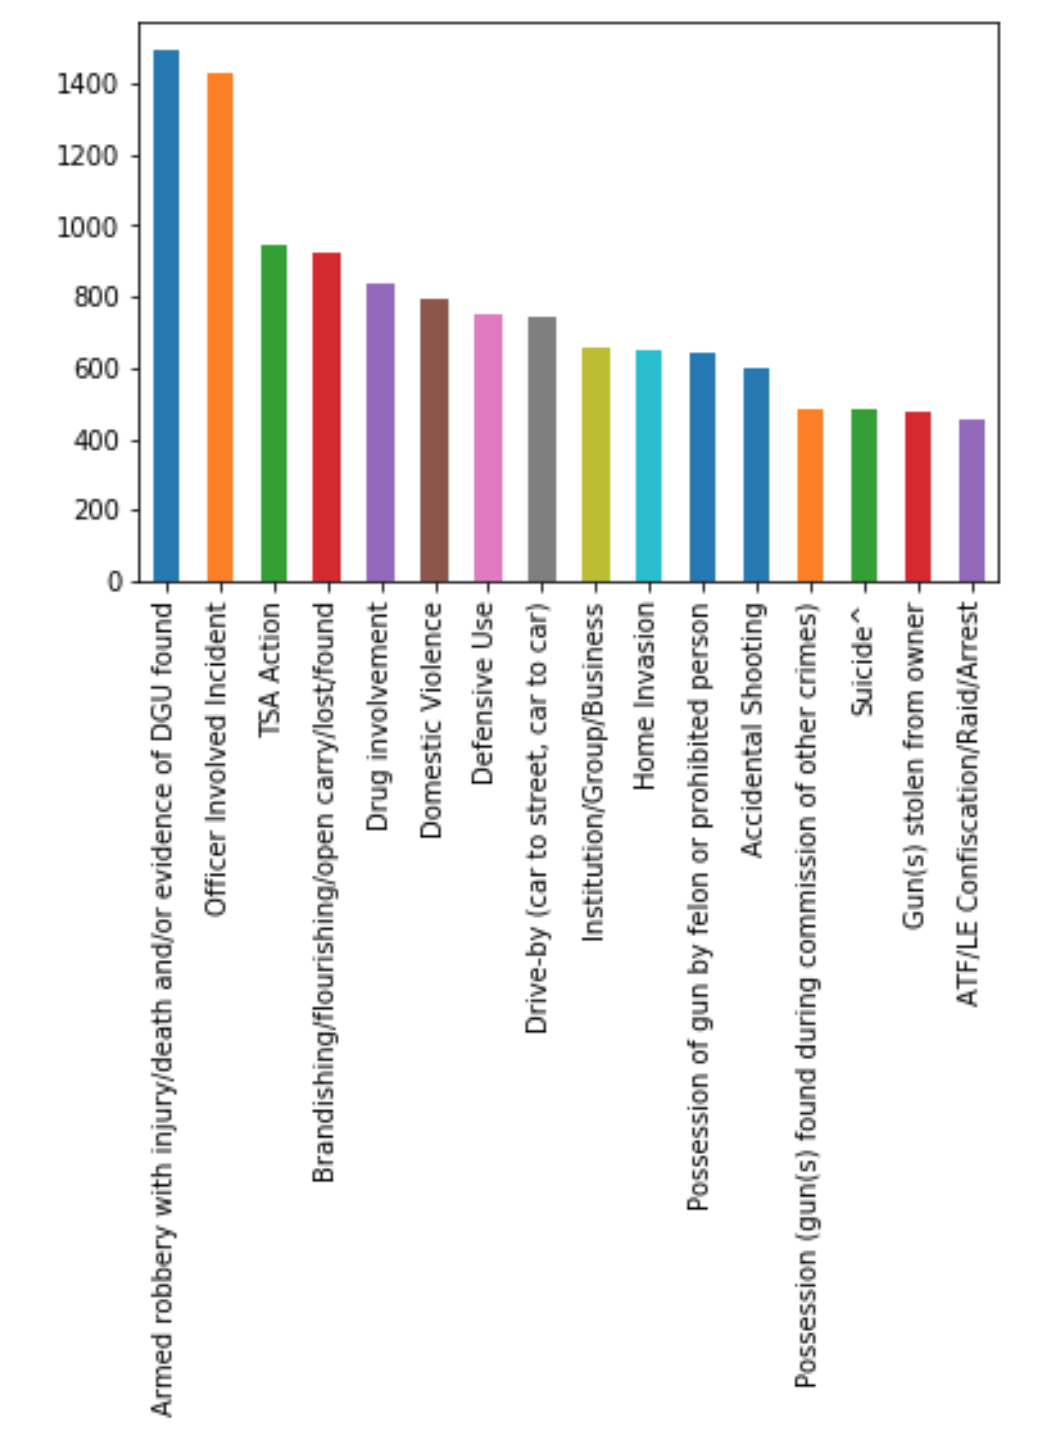 1400
1200
1000
800
600
400
200
0
Armed robbery with injury/death and/or evidence of DGU found
Officer Involved Incident
TSA Action
Brandishing/flourishing/open carry/lost/found
Drug involvement
Domestic Violence
Defensive Use
Drive-by (car to street, car to car)
Institution/Group/Business
Home Invasion
Possession of gun by felon or prohibited person
Accidental Shooting
Possession (gun(s) found during commission of other crimes)
Suicide^
Gun(s) stolen from owner
ATF/LE Confiscation/Raid/Arrest